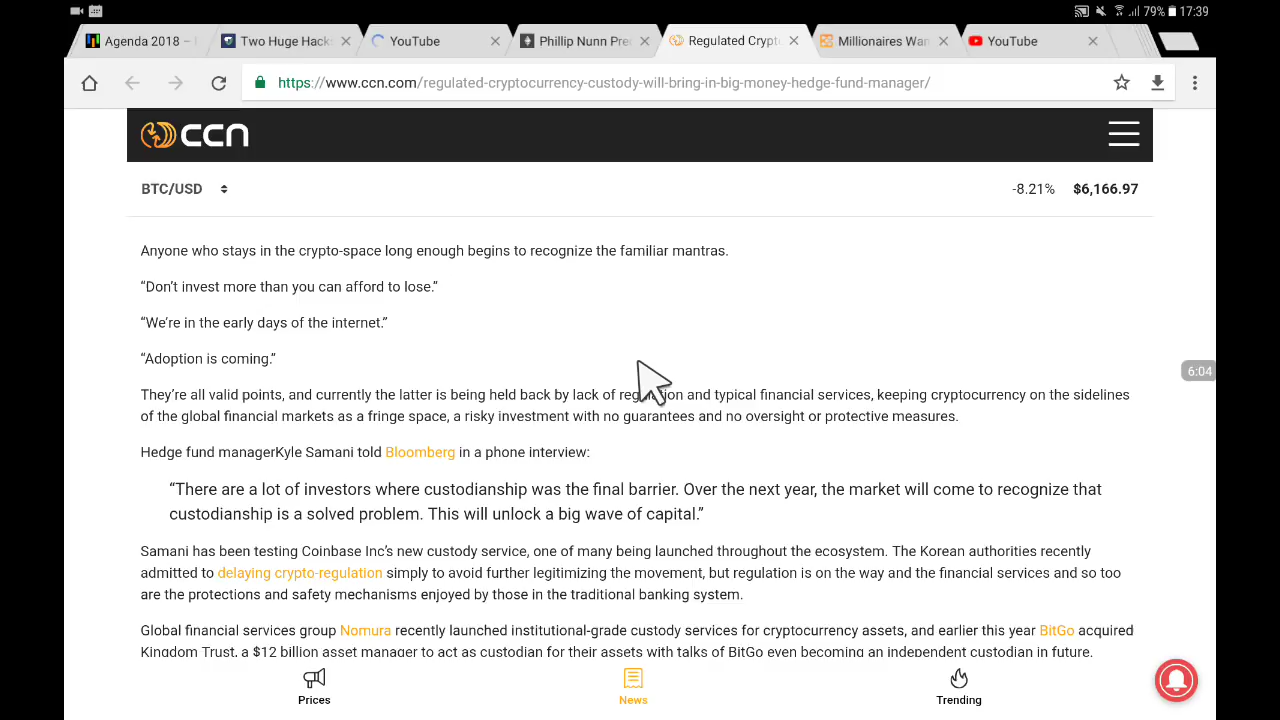 79% 17:39
Agenda 2018 –
Two Huge Hack
YouTube
Phillip Nunn Pre
Regulated Crypt
Millionaires Wan
YouTube
https://www.ccn.com/regulated-cryptocurrency-custody-will-bring-in-big-money-hedge-fund-manager/
ccn
BTC/USD -8.21% $6,166.97
Anyone who stays in the crypto-space long enough begins to recognize the familiar mantras.
“Don’t invest more than you can afford to lose.”
“We’re in the early days of the internet.”
“Adoption is coming.”
6:04
They’re all valid points, and currently the latter is being held back by lack of regulation and typical financial services, keeping cryptocurrency on the sidelines
of the global financial markets as a fringe space, a risky investment with no guarantees and no oversight or protective measures.
Hedge fund managerKyle Samani told Bloomberg in a phone interview:
“There are a lot of investors where custodianship was the final barrier. Over the next year, the market will come to recognize that
custodianship is a solved problem. This will unlock a big wave of capital.”
Samani has been testing Coinbase Inc’s new custody service, one of many being launched throughout the ecosystem. The Korean authorities recently
admitted to delaying crypto-regulation simply to avoid further legitimizing the movement, but regulation is on the way and the financial services and so too
are the protections and safety mechanisms enjoyed by those in the traditional banking system.
Global financial services group Nomura recently launched institutional-grade custody services for cryptocurrency assets, and earlier this year BitGo acquired
Kingdom Trust, a $12 billion asset manager to act as custodian for their assets with talks of BitGo even becoming an independent custodian in future.
Prices
News
Trending